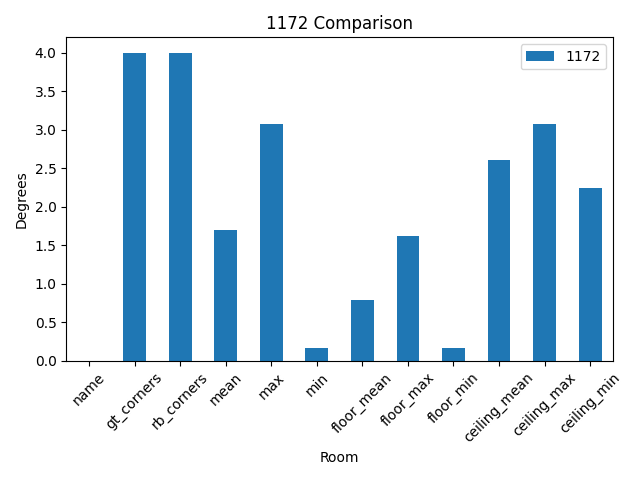 1172 Comparison
1172
Degrees
4.0
3.5
3.0
2.5
2.0
1.5
1.0
0.5
0.0
name
gt_corners
rb_corners
mean
max
min
floor_mean
floor_max
floor_min
ceiling_mean
ceiling_max
ceiling_min
Room